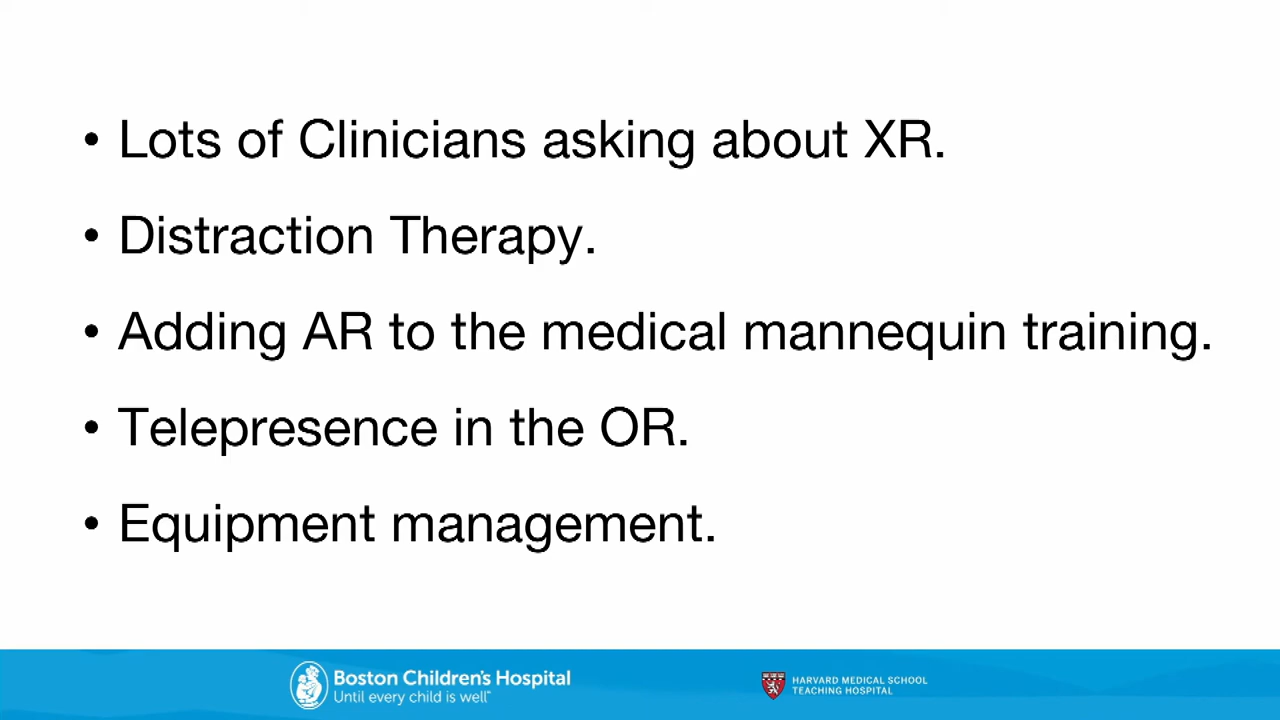 • Lots of Clinicians asking about XR.
• Distraction Therapy.
• Adding AR to the medical mannequin training.
• Telepresence in the OR.
• Equipment management.
Boston Children's Hospital
Until every child is well™
HARVARD MEDICAL SCHOOL
TEACHING HOSPITAL